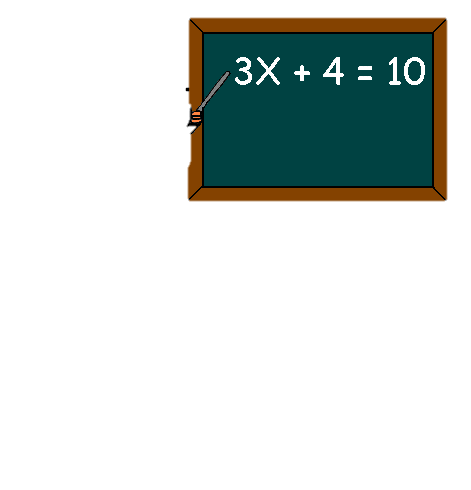 3X + 4 = 10